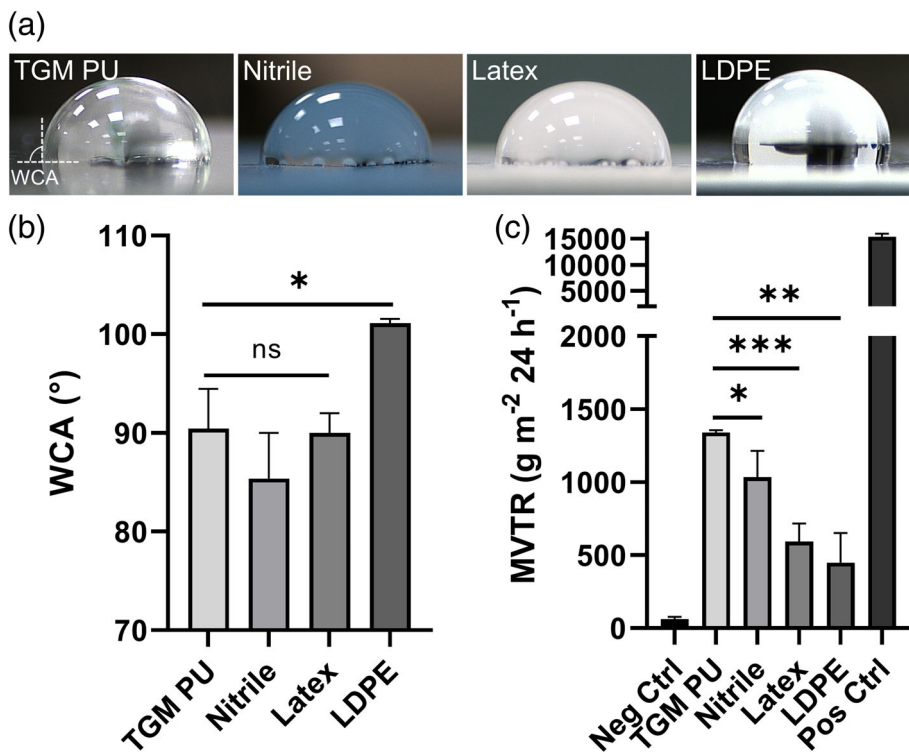 (a)
TGM PU
Nitrile
Latex
LDPE
WCA
(b)
110
100
90
80
70
WCA (°)
*
ns
TGM PU
Nitrile
Latex
LDPE
(c)
15000
10000
5000
2000
1500
1000
500
0
MVTR (g m⁻² 24 h⁻¹)
**
***
*
Neg Ctrl
TGM PU
Nitrile
Latex
LDPE
Pos Ctrl